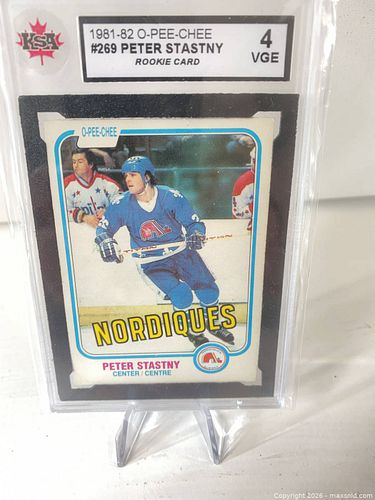 KSA
1981-82 O-PEE-CHEE
#269 PETER STASTNY
ROOKIE CARD
4
VGE
O-PEE-CHEE
NORDIQUES
PETER STASTNY
CENTER / CENTRE
Copyright 2026 - maxsold.com